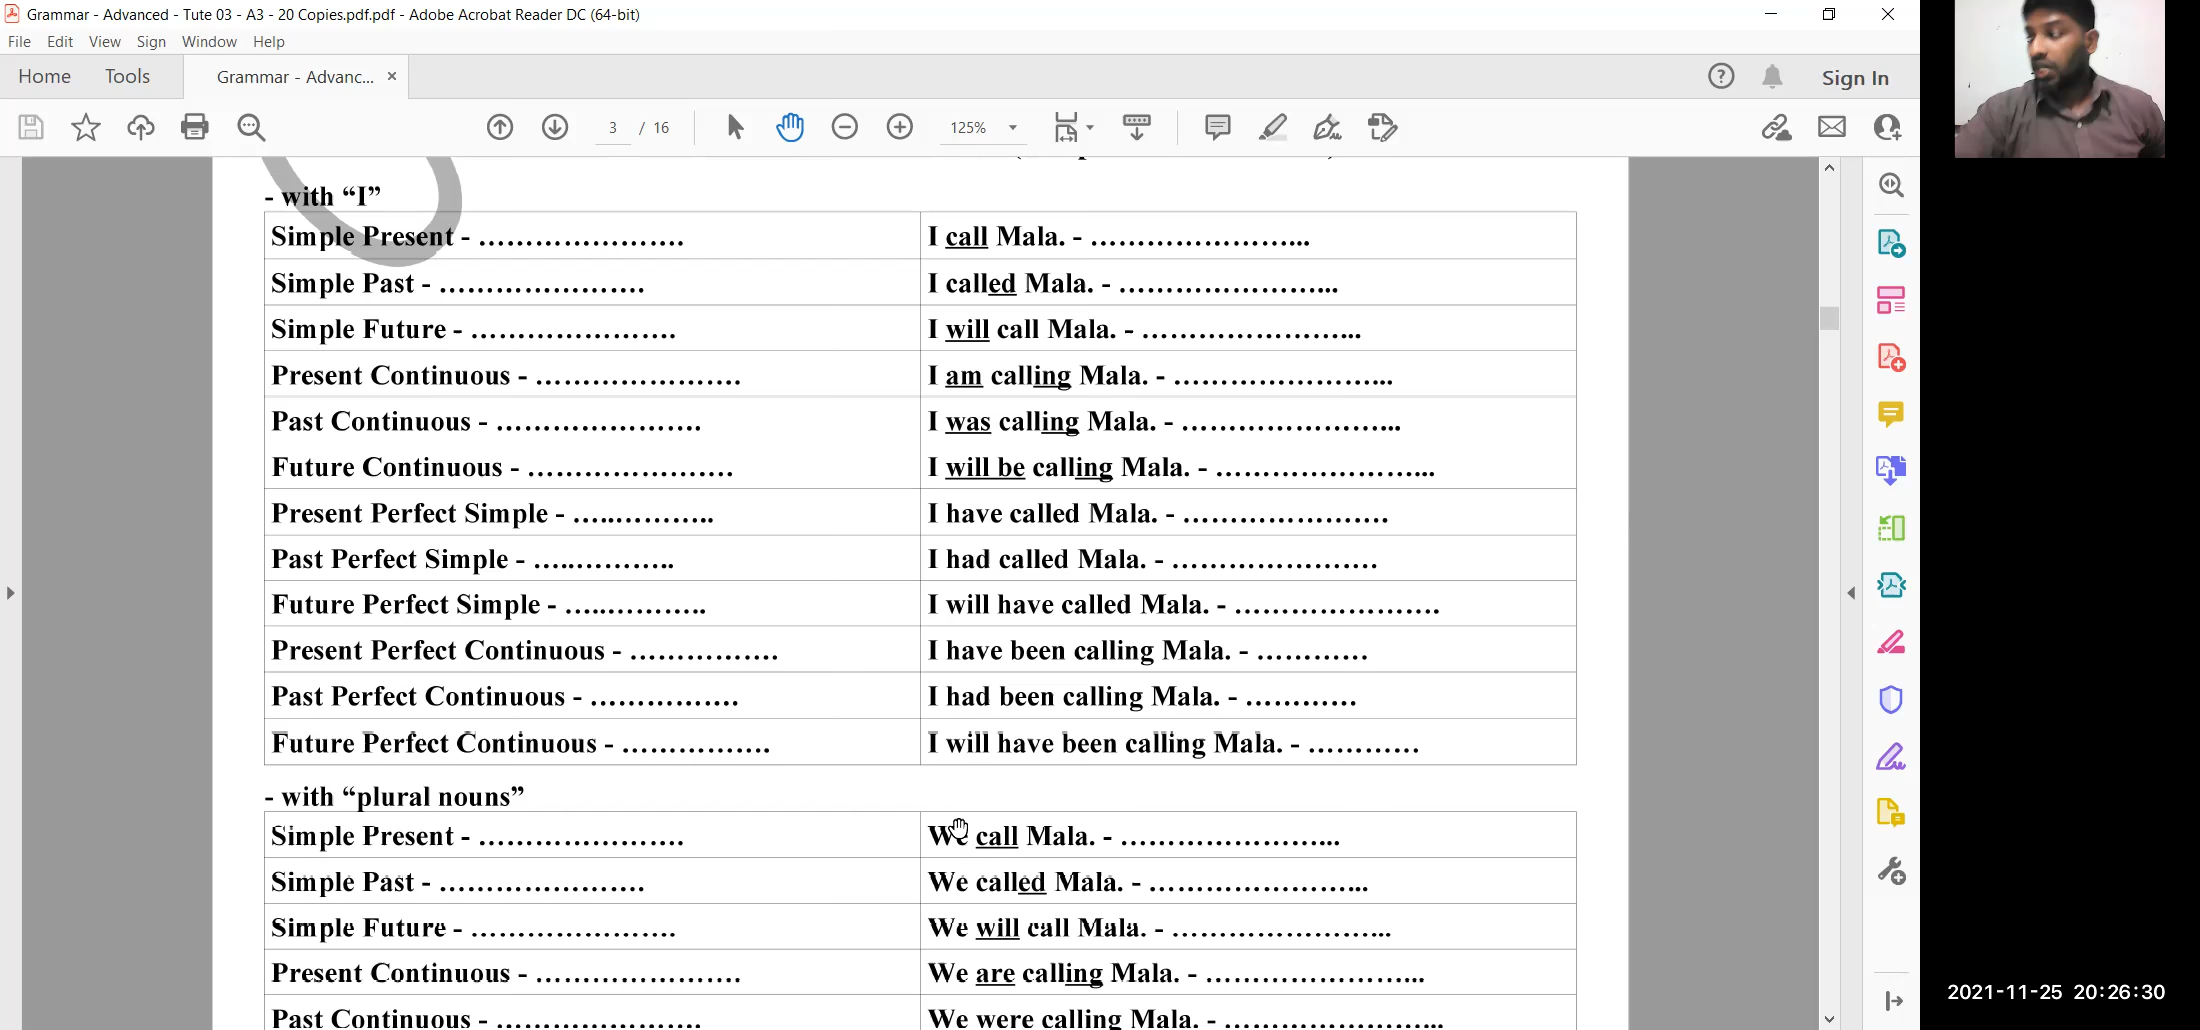 Grammar - Advanced - Tute 03 - A3 - 20 Copies.pdf.pdf - Adobe Acrobat Reader DC (64-bit)
File Edit View Sign Window Help
Home Tools Grammar - Advanc... × Sign In
3 / 16 125%
- with “I”
Simple Present - …………………. I call Mala. - …………………...
Simple Past - …………………. I called Mala. - …………………...
Simple Future - …………………. I will call Mala. - …………………...
Present Continuous - …………………. I am calling Mala. - …………………...
Past Continuous - …………………. I was calling Mala. - …………………...
Future Continuous - …………………. I will be calling Mala. - …………………...
Present Perfect Simple - …..……….. I have called Mala. - ………………….
Past Perfect Simple - …..……….. I had called Mala. - ………………….
Future Perfect Simple - …..……….. I will have called Mala. - ………………….
Present Perfect Continuous - ……………. I have been calling Mala. - …………
Past Perfect Continuous - ……………. I had been calling Mala. - …………
Future Perfect Continuous - ……………. I will have been calling Mala. - …………
- with “plural nouns”
Simple Present - …………………. We call Mala. - …………………...
Simple Past - …………………. We called Mala. - …………………...
Simple Future - …………………. We will call Mala. - …………………...
Present Continuous - …………………. We are calling Mala. - …………………...
Past Continuous - …………………. We were calling Mala. - …………………...
2021-11-25 20:26:30